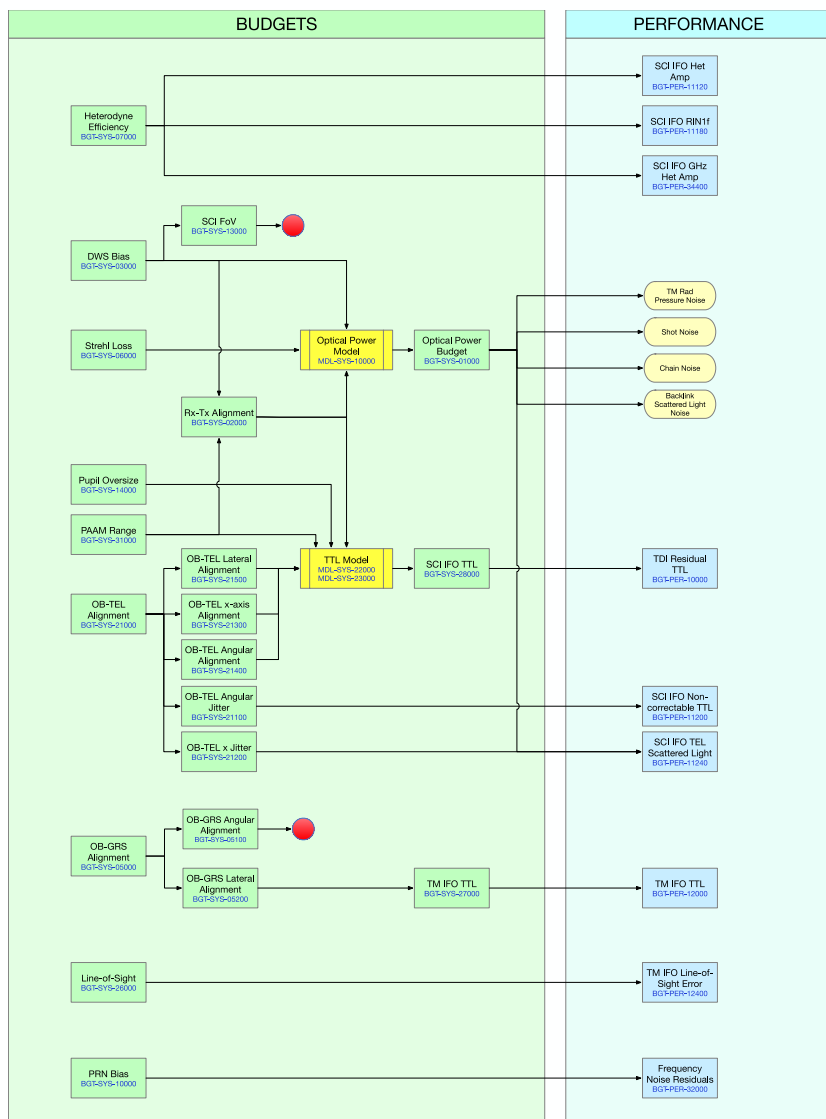 BUDGETS
PERFORMANCE
SCI IFO Het
Amp
BGT-PER-11120
Heterodyne
Efficiency
BGT-SYS-07000
SCI IFO RIN1f
BGT-PER-11180
SCI IFO GHz
Het Amp
BGT-PER-34400
SCI FoV
BGT-SYS-13000
DWS Bias
BGT-SYS-03000
TM Rad
Pressure Noise
Shot Noise
Strehl Loss
BGT-SYS-06000
Optical Power
Model
MDL-SYS-10000
Optical Power
Budget
BGT-SYS-01000
Chain Noise
Backlink
Scattered Light
Noise
Rx-Tx Alignment
BGT-SYS-02000
Pupil Oversize
BGT-SYS-14000
PAAM Range
BGT-SYS-31000
OB-TEL Lateral
Alignment
BGT-SYS-21500
TTL Model
MDL-SYS-22000
MDL-SYS-23000
SCI IFO TTL
BGT-SYS-28000
TDI Residual
TTL
BGT-PER-10000
OB-TEL
Alignment
BGT-SYS-21000
OB-TEL x-axis
Alignment
BGT-SYS-21300
OB-TEL Angular
Alignment
BGT-SYS-21400
OB-TEL Angular
Jitter
BGT-SYS-21100
SCI IFO Non-
correctable TTL
BGT-PER-11200
OB-TEL x Jitter
BGT-SYS-21200
SCI IFO TEL
Scattered Light
BGT-PER-11240
OB-GRS Angular
Alignment
BGT-SYS-05100
OB-GRS
Alignment
BGT-SYS-05000
OB-GRS Lateral
Alignment
BGT-SYS-05200
TM IFO TTL
BGT-SYS-27000
TM IFO TTL
BGT-PER-12000
Line-of-Sight
BGT-SYS-26000
TM IFO Line-of-
Sight Error
BGT-PER-12400
PRN Bias
BGT-SYS-10000
Frequency
Noise Residuals
BGT-PER-32000